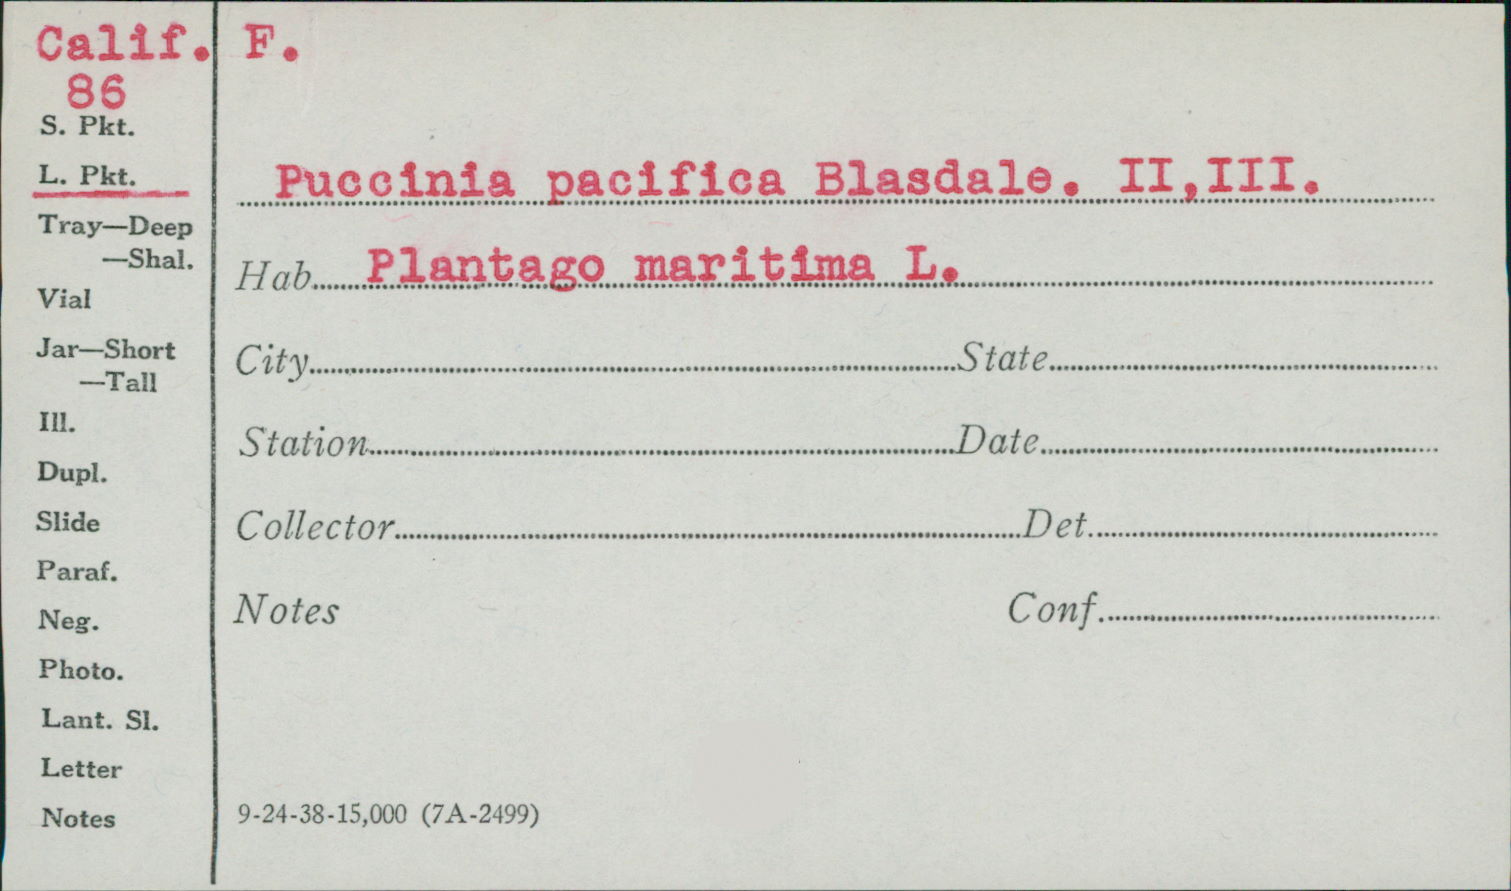 Calif. F.
86
S. Pkt.
L. Pkt.
Puccinia pacifica Blasdale. II,III.
Tray—Deep
—Shal.
Hab. Plantago maritima L.
Vial
Jar—Short
—Tall
City State
Ill.
Station Date
Dupl.
Slide
Collector Det.
Paraf.
Neg.
Notes Conf.
Photo.
Lant. Sl.
Letter
Notes
9-24-38-15,000 (7A-2499)